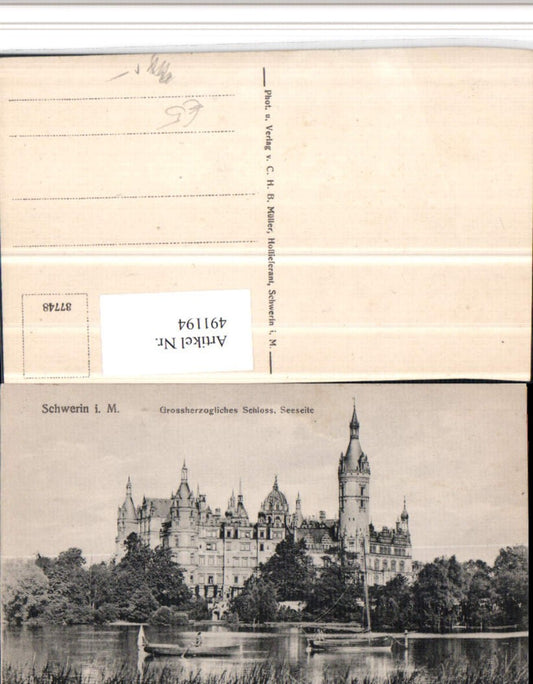 Phot. u. Verlag v. C. H. B. Müller, Hoflieferant, Schwerin i. M.
87748
Artikel Nr.
491194
Schwerin i. M.
Grossherzogliches Schloss. Seeseite